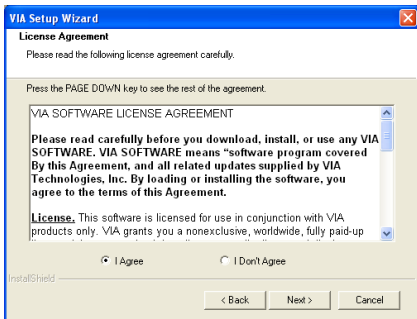 VIA Setup Wizard
License Agreement
Please read the following license agreement carefully.
Press the PAGE DOWN key to see the rest of the agreement.
VIA SOFTWARE LICENSE AGREEMENT
Please read carefully before you download, install, or use any VIA
SOFTWARE. VIA SOFTWARE means "software program covered
By this Agreement, and all related updates supplied by VIA
Technologies, Inc. By loading or installing the software, you
agree to the terms of this Agreement.
License. This software is licensed for use in conjunction with VIA
products only. VIA grants you a nonexclusive, worldwide, fully paid-up
I Agree
I Don't Agree
InstallShield
< Back
Next >
Cancel